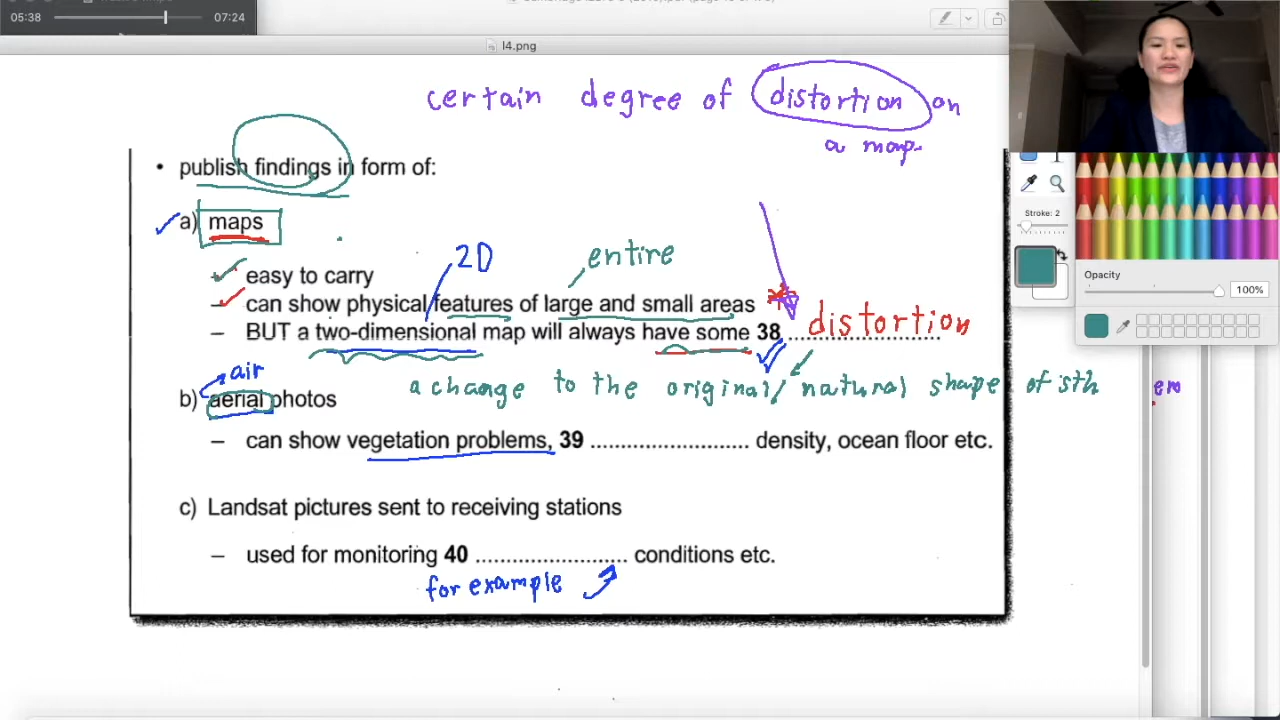 05:38
07:24
I4.png
certain degree of distortion on
a map
• publish findings in form of:
a) maps
2D
entire
easy to carry
Stroke: 2
Opacity
100%
– can show physical features of large and small areas
– BUT a two-dimensional map will always have some 38 ........................... distortion
air
a change to the original/ natural shape of sth
b) aerial photos
– can show vegetation problems, 39 ........................... density, ocean floor etc.
c) Landsat pictures sent to receiving stations
– used for monitoring 40 ........................... conditions etc.
for example